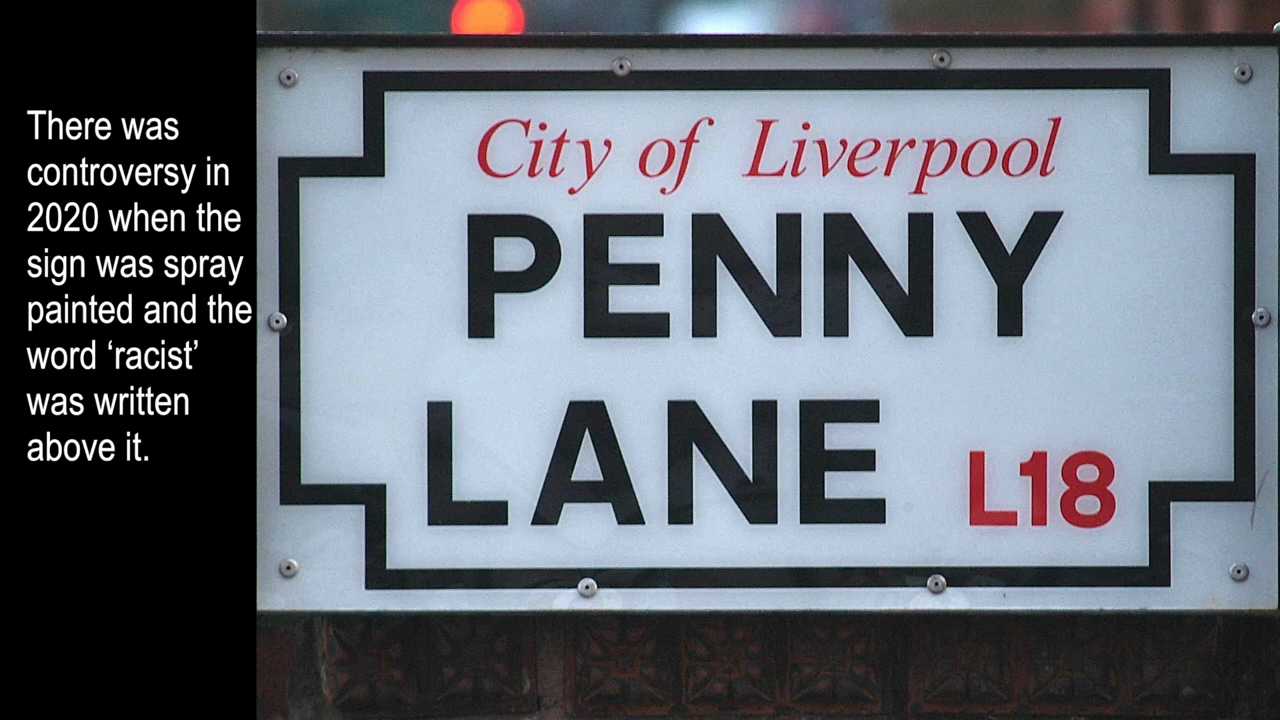 There was
controversy in
2020 when the
sign was spray
painted and the
word ‘racist’
was written
above it.
City of Liverpool
PENNY
LANE L18